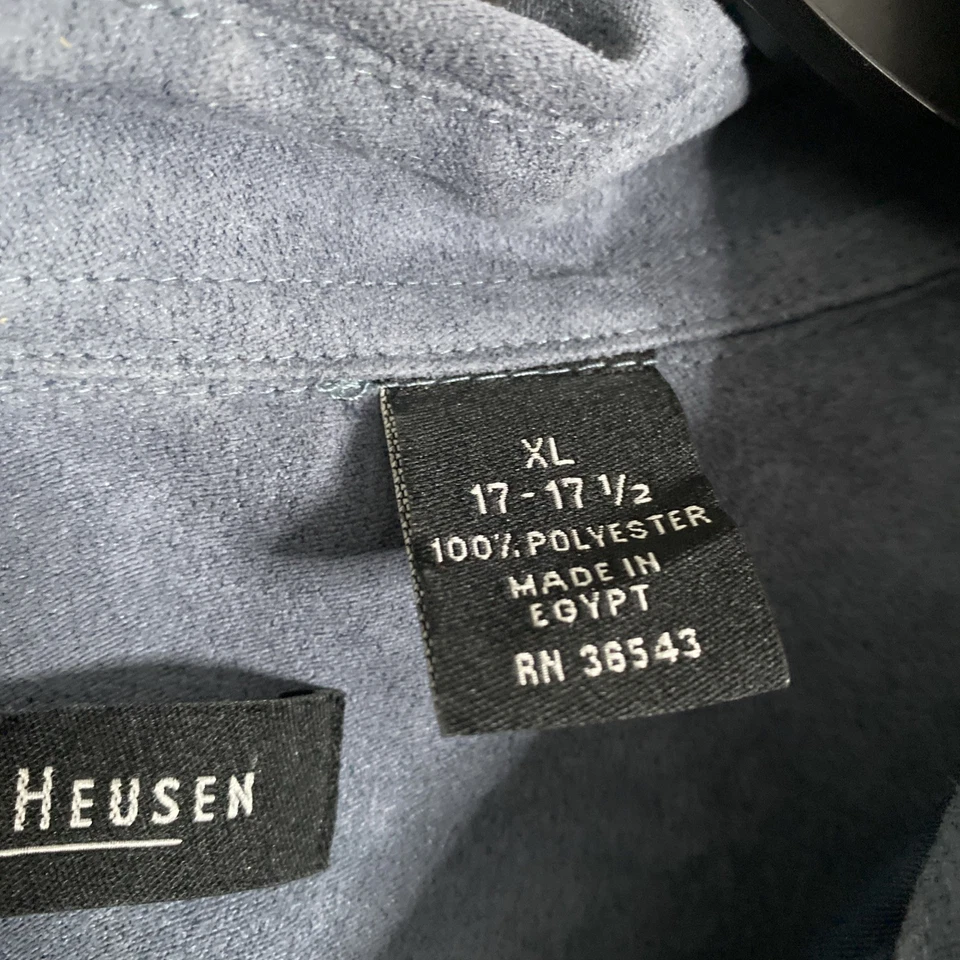 XL
17 - 17 1/2
100% POLYESTER
MADE IN
EGYPT
RN 36543
HEUSEN